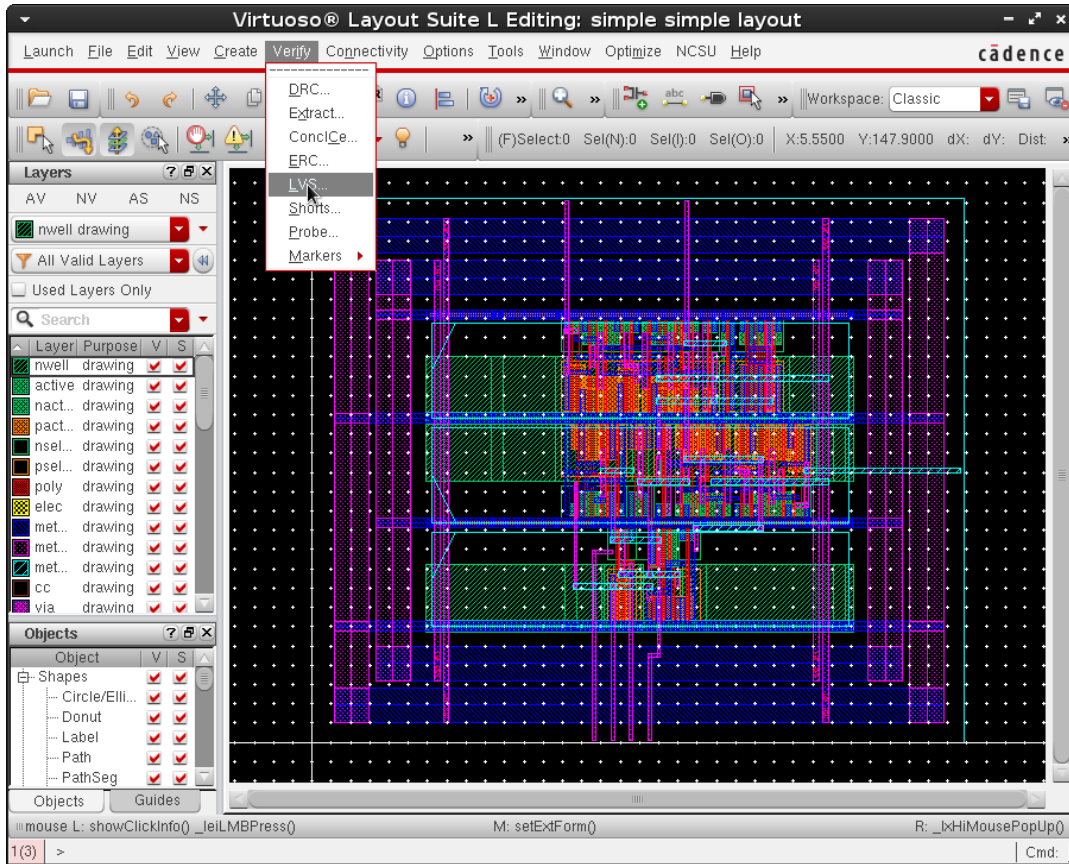 Virtuoso® Layout Suite L Editing: simple simple layout
Launch File Edit View Create Verify Connectivity Options Tools Window Optimize NCSU Help cādence
DRC...
Extract...
ConclCe...
ERC...
LVS...
Shorts...
Probe...
Markers
abc
» » » Workspace: Classic
» (F)Select:0 Sel(N):0 Sel(I):0 Sel(O):0 X:5.5500 Y:147.9000 dX: dY: Dist: »
Layers
AV NV AS NS
nwell drawing
All Valid Layers
Used Layers Only
Search
Layer Purpose V S
nwell drawing
active drawing
nact... drawing
pact... drawing
nsel... drawing
psel... drawing
poly drawing
elec drawing
met... drawing
met... drawing
met... drawing
cc drawing
via drawing
Objects
Object V S
Shapes
Circle/Elli...
Donut
Label
Path
PathSeg
Objects Guides
mouse L: showClickInfo() _leiLMBPress() M: setExtForm() R: _lxHiMousePopUp()
1(3) > Cmd: